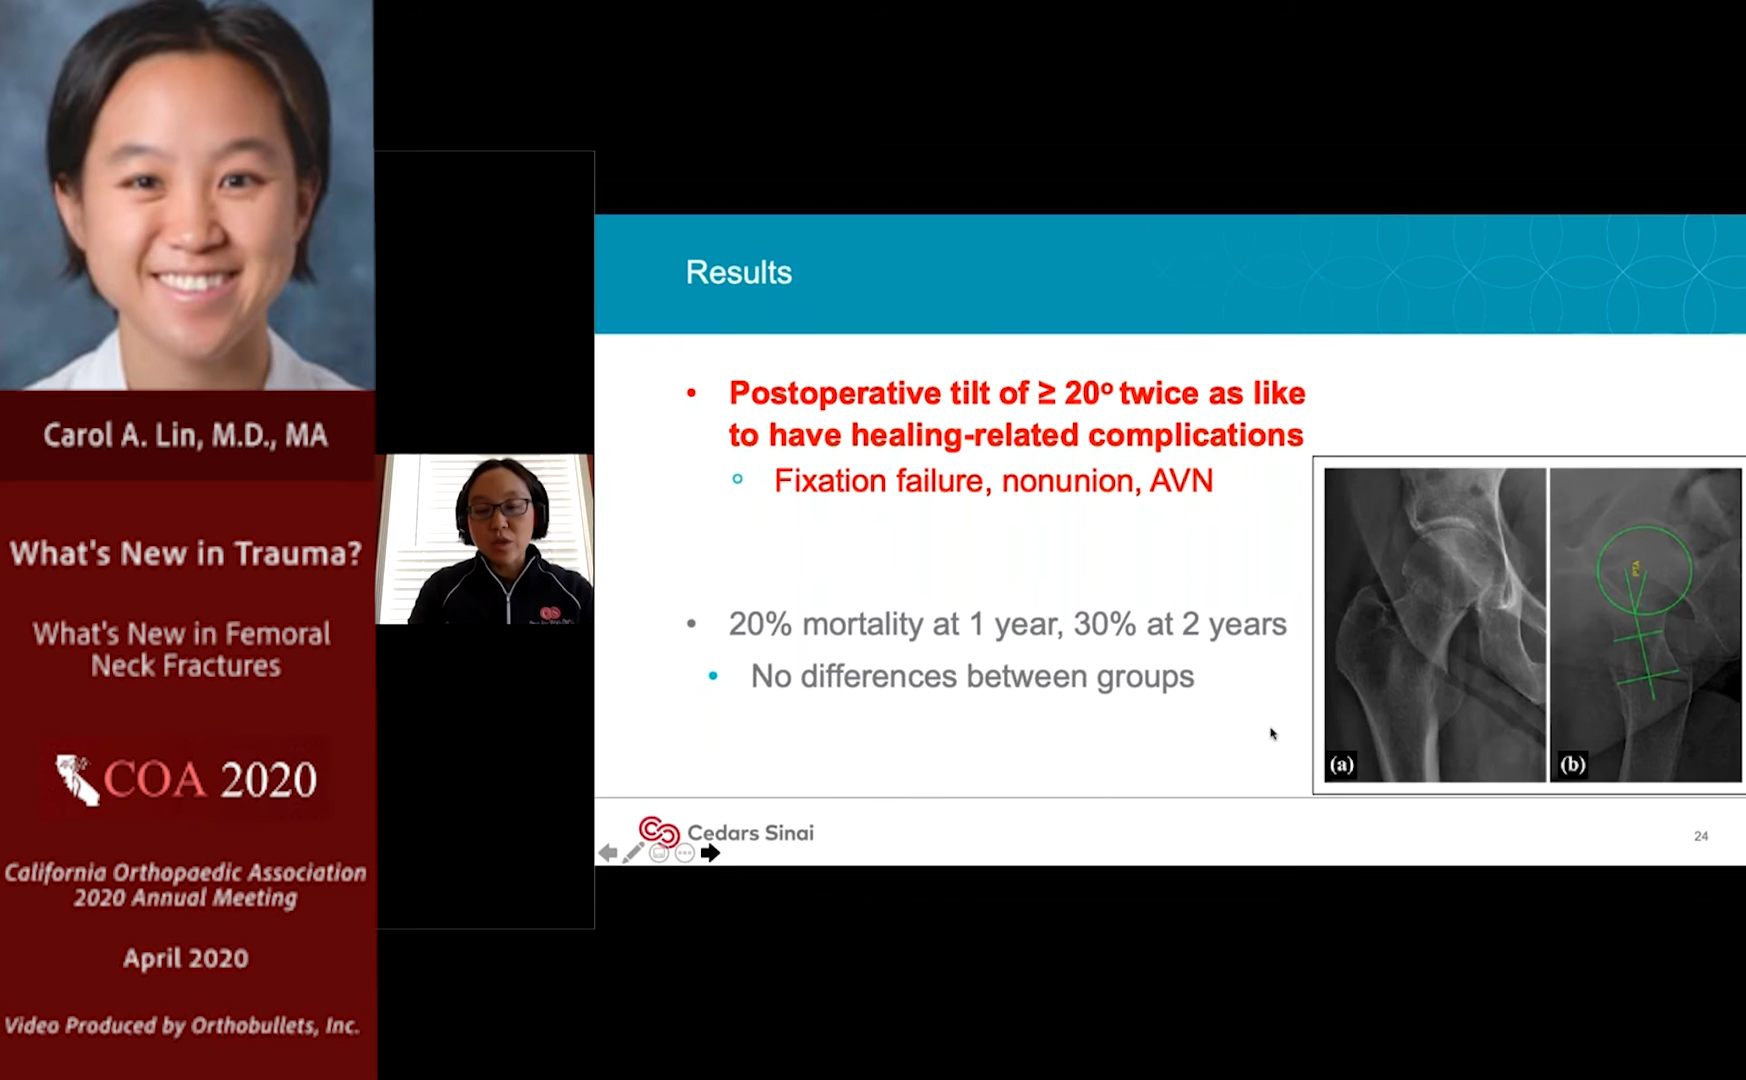 Carol A. Lin, M.D., MA
What's New in Trauma?
What's New in Femoral
Neck Fractures
COA 2020
California Orthopaedic Association
2020 Annual Meeting
April 2020
Video Produced by Orthobullets, Inc.
Results
• Postoperative tilt of ≥ 20º twice as like
to have healing-related complications
Fixation failure, nonunion, AVN
• 20% mortality at 1 year, 30% at 2 years
• No differences between groups
PTA
(a)
(b)
Cedars Sinai
24